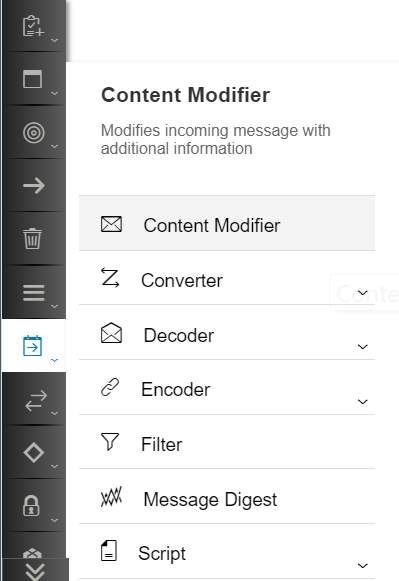 Content Modifier
Modifies incoming message with
additional information
Content Modifier
Converter
Decoder
Encoder
Filter
Message Digest
Script